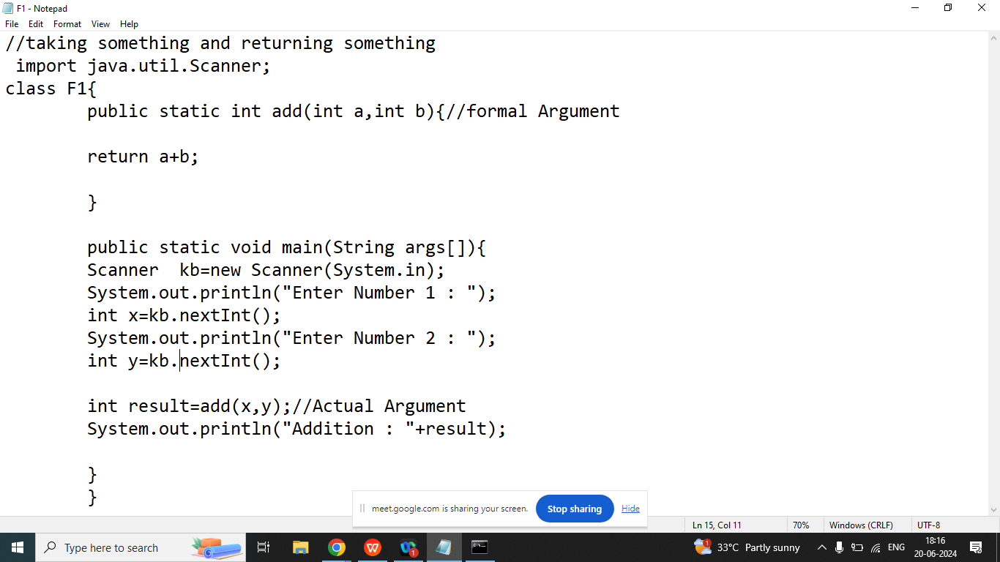 F1 - Notepad
File Edit Format View Help
//taking something and returning something
import java.util.Scanner;
class F1{
public static int add(int a,int b){//formal Argument
return a+b;
}
public static void main(String args[]){
Scanner  kb=new Scanner(System.in);
System.out.println("Enter Number 1 : ");
int x=kb.nextInt();
System.out.println("Enter Number 2 : ");
int y=kb.nextInt();
int result=add(x,y);//Actual Argument
System.out.println("Addition : "+result);
}
}
meet.google.com is sharing your screen. Stop sharing Hide
Ln 15, Col 11 70% Windows (CRLF) UTF-8
Type here to search
1
W
1
33°C Partly sunny
ENG
18:16
20-06-2024